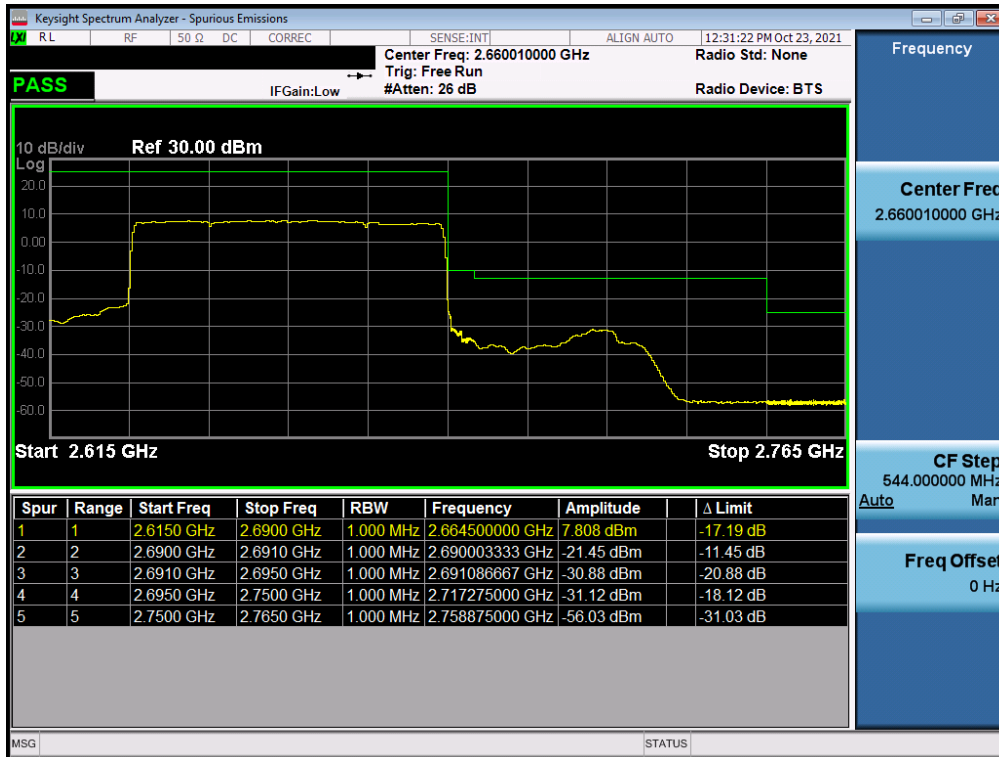 Keysight Spectrum Analyzer - Spurious Emissions
LXI RL RF 50 Ω DC CORREC SENSE:INT ALIGN AUTO 12:31:22 PM Oct 23, 2021
Center Freq: 2.660010000 GHz Radio Std: None
Trig: Free Run
PASS IFGain:Low #Atten: 26 dB Radio Device: BTS
Frequency
10 dB/div Ref 30.00 dBm
Log
20.0
10.0
0.00
-10.0
-20.0
-30.0
-40.0
-50.0
-60.0
Start 2.615 GHz Stop 2.765 GHz
Center Freq
2.660010000 GHz
CF Step
544.000000 MHz
Auto Man
Freq Offset
0 Hz
Spur Range Start Freq Stop Freq RBW Frequency Amplitude Δ Limit
1 1 2.6150 GHz 2.6900 GHz 1.000 MHz 2.664500000 GHz 7.808 dBm -17.19 dB
2 2 2.6900 GHz 2.6910 GHz 1.000 MHz 2.690003333 GHz -21.45 dBm -11.45 dB
3 3 2.6910 GHz 2.6950 GHz 1.000 MHz 2.691086667 GHz -30.88 dBm -20.88 dB
4 4 2.6950 GHz 2.7500 GHz 1.000 MHz 2.717275000 GHz -31.12 dBm -18.12 dB
5 5 2.7500 GHz 2.7650 GHz 1.000 MHz 2.758875000 GHz -56.03 dBm -31.03 dB
MSG STATUS